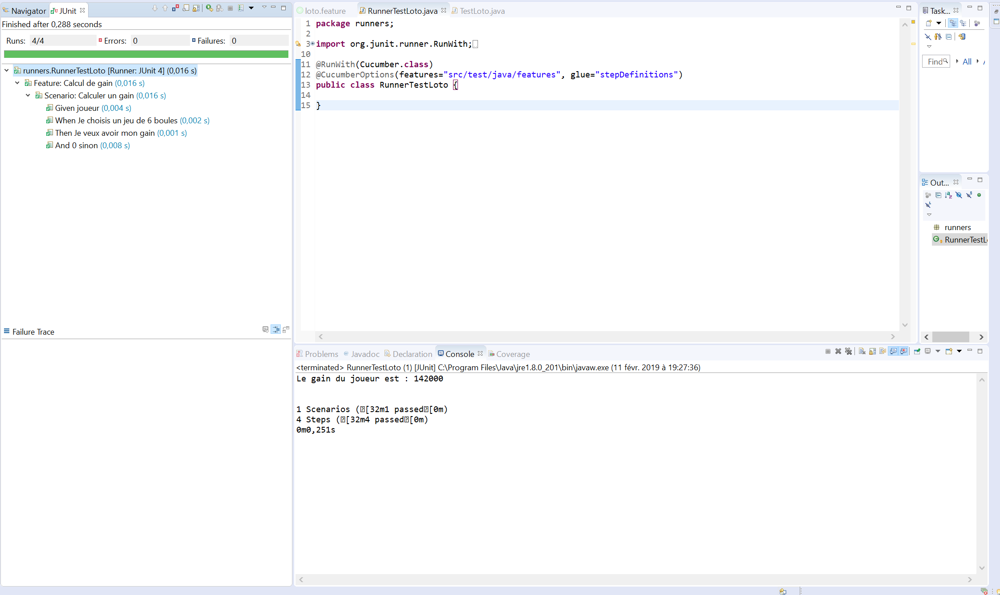 Navigator JUnit
Finished after 0,288 seconds
Runs: 4/4 Errors: 0 Failures: 0
runners.RunnerTestLoto [Runner: JUnit 4] (0,016 s)
Feature: Calcul de gain (0,016 s)
Scenario: Calculer un gain (0,016 s)
Given joueur (0,004 s)
When Je choisis un jeu de 6 boules (0,002 s)
Then Je veux avoir mon gain (0,001 s)
And 0 sinon (0,008 s)
Failure Trace
loto.feature RunnerTestLoto.java TestLoto.java
1 package runners;
2
3 import org.junit.runner.RunWith;
10
11 @RunWith(Cucumber.class)
12 @CucumberOptions(features="src/test/java/features", glue="stepDefinitions")
13 public class RunnerTestLoto {
14
15 }
Problems Javadoc Declaration Console Coverage
<terminated> RunnerTestLoto (1) [JUnit] C:\Program Files\Java\jre1.8.0_201\bin\javaw.exe (11 févr. 2019 à 19:27:36)
Le gain du joueur est : 142000
1 Scenarios ([32m1 passed[0m)
4 Steps ([32m4 passed[0m)
0m0,251s
Task...
Find All
Out...
runners
RunnerTestL